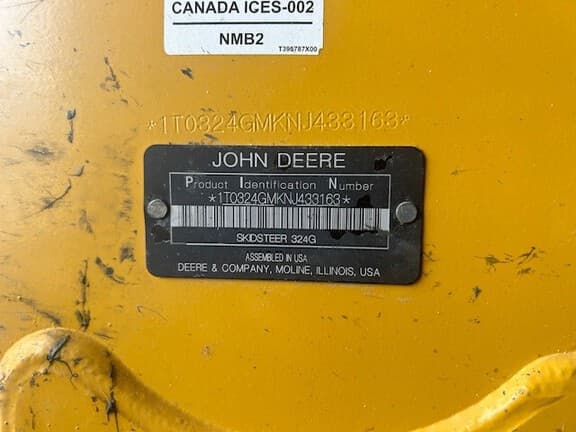 CANADA ICES-002
NMB2
T398787X00
*1T0324GMKNJ433163*
JOHN DEERE
Product Identification Number
*1T0324GMKNJ433163*
SKIDSTEER 324G
ASSEMBLED IN USA
DEERE & COMPANY, MOLINE, ILLINOIS, USA